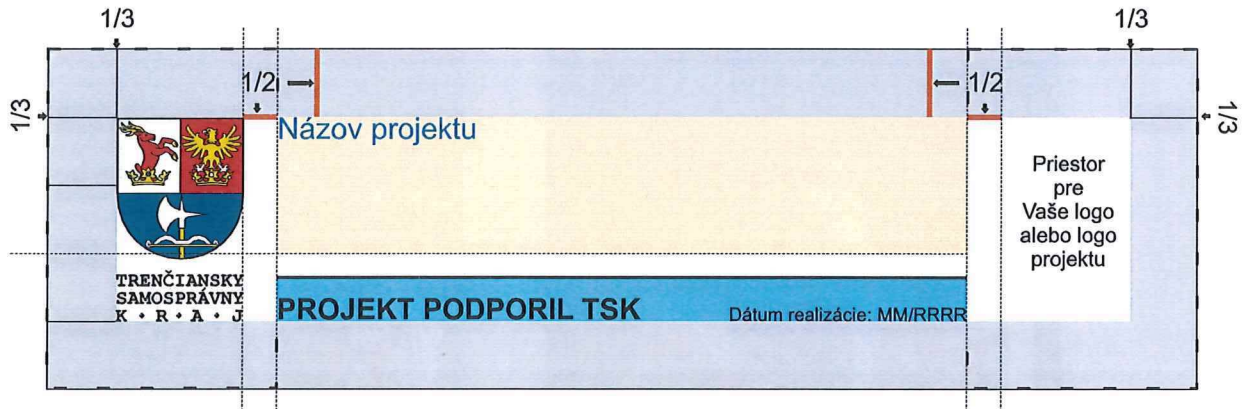 1/3
1/3
1/2
1/2
1/3
1/3
Názov projektu
Priestor
pre
Vaše logo
alebo logo
projektu
TRENČIANSKY
SAMOSPRÁVNY
K · R · A · J
PROJEKT PODPORIL TSK
Dátum realizácie: MM/RRRR